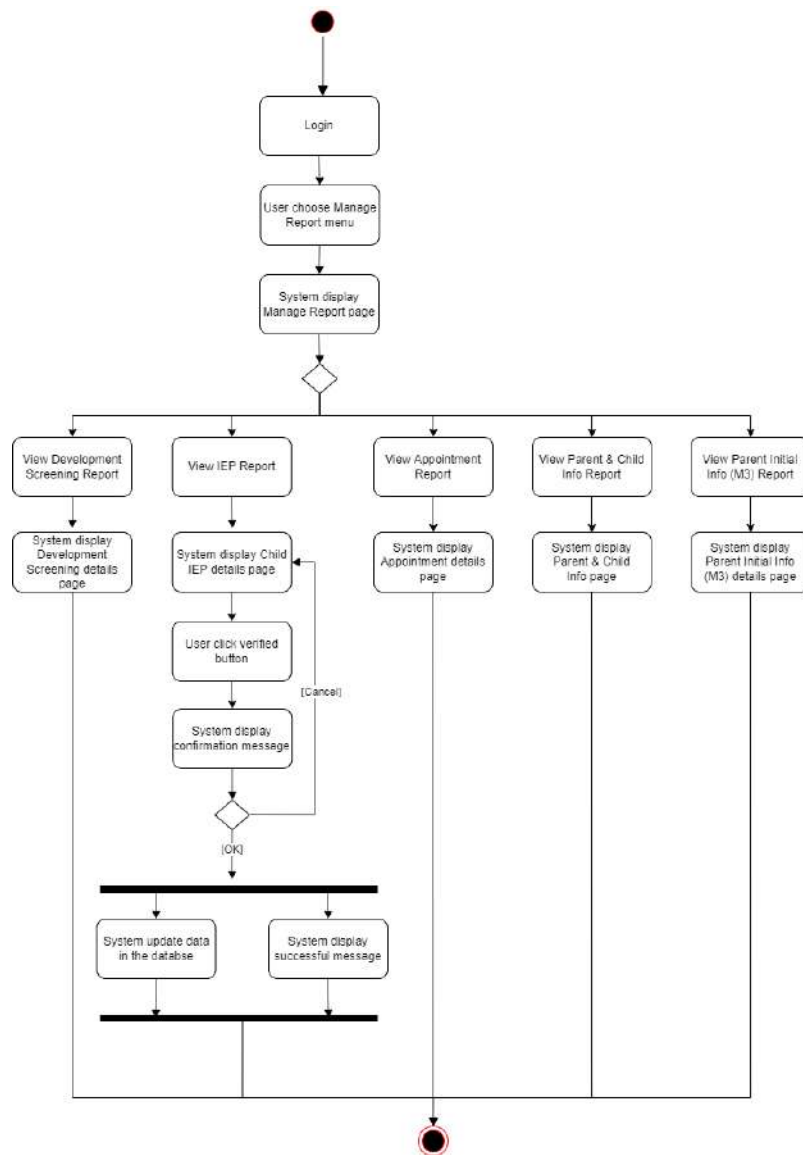 Login
User choose Manage
Report menu
System display
Manage Report page
View Development
Screening Report
View IEP Report
View Appointment
Report
View Parent & Child
Info Report
View Parent Initial
Info (M3) Report
System display
Development
Screening details
page
System display Child
IEP details page
System display
Appointment details
page
System display
Parent & Child
Info page
System display
Parent Initial Info
(M3) details page
User click verified
button
[Cancel]
System display
confirmation message
[OK]
System update data
in the databse
System display
successful message